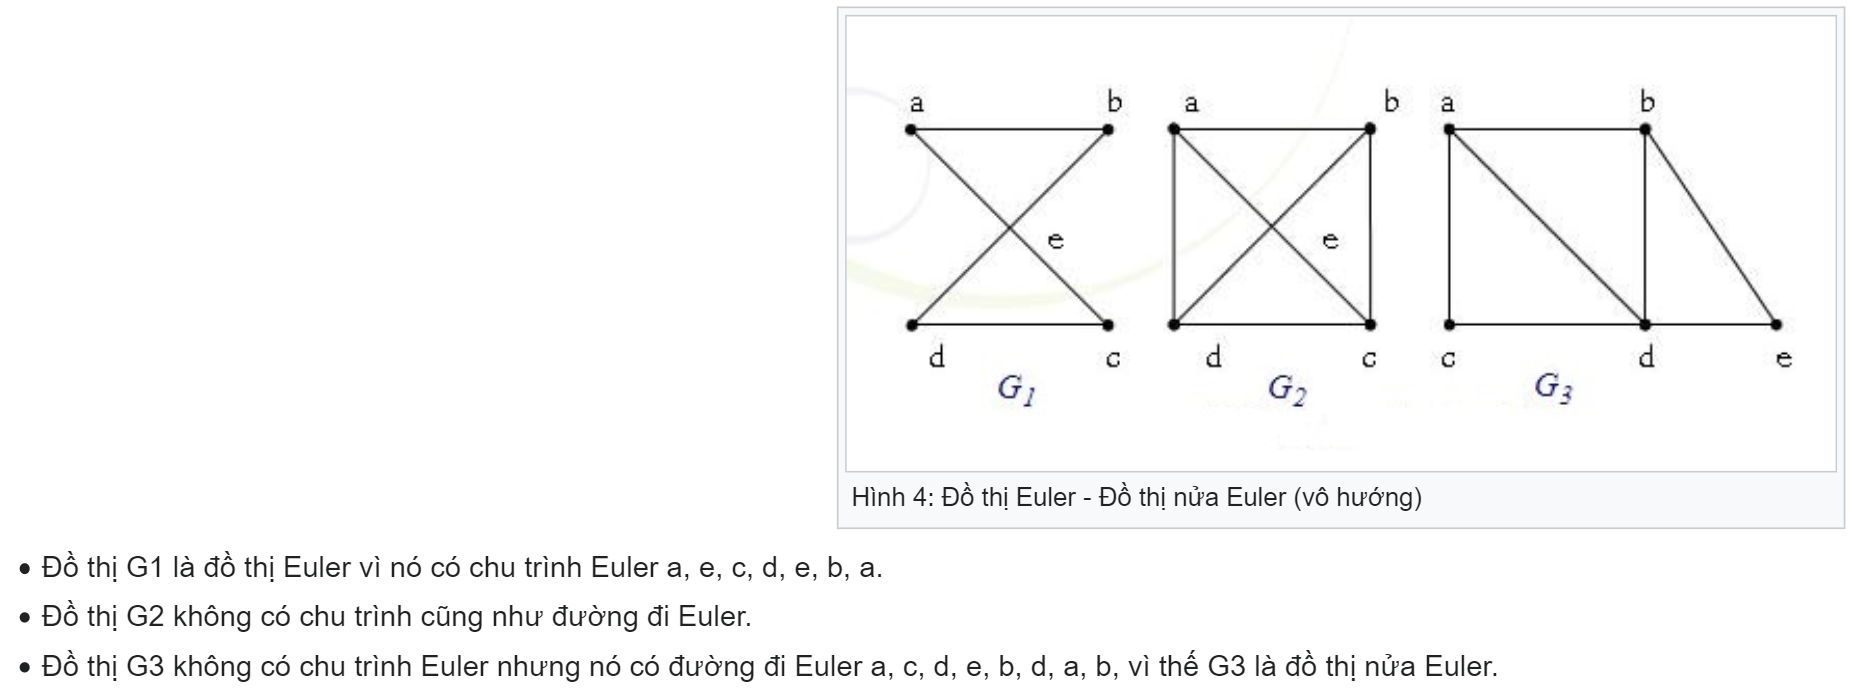 a b a b a b
e e
d c d c c d e
G1 G2 G3
Hình 4: Đồ thị Euler - Đồ thị nửa Euler (vô hướng)
• Đồ thị G1 là đồ thị Euler vì nó có chu trình Euler a, e, c, d, e, b, a.
• Đồ thị G2 không có chu trình cũng như đường đi Euler.
• Đồ thị G3 không có chu trình Euler nhưng nó có đường đi Euler a, c, d, e, b, d, a, b, vì thế G3 là đồ thị nửa Euler.